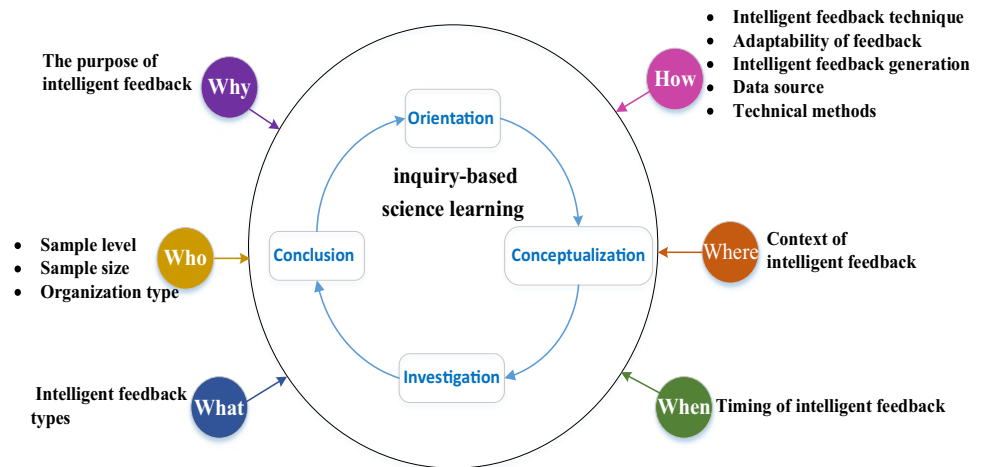 The purpose of
intelligent feedback
Why
How
• Intelligent feedback technique
• Adaptability of feedback
• Intelligent feedback generation
• Data source
• Technical methods
Orientation
inquiry-based
science learning
Conclusion
Conceptualization
Investigation
• Sample level
• Sample size
• Organization type
Who
Where
Context of
intelligent feedback
Intelligent feedback
types
What
When
Timing of intelligent feedback